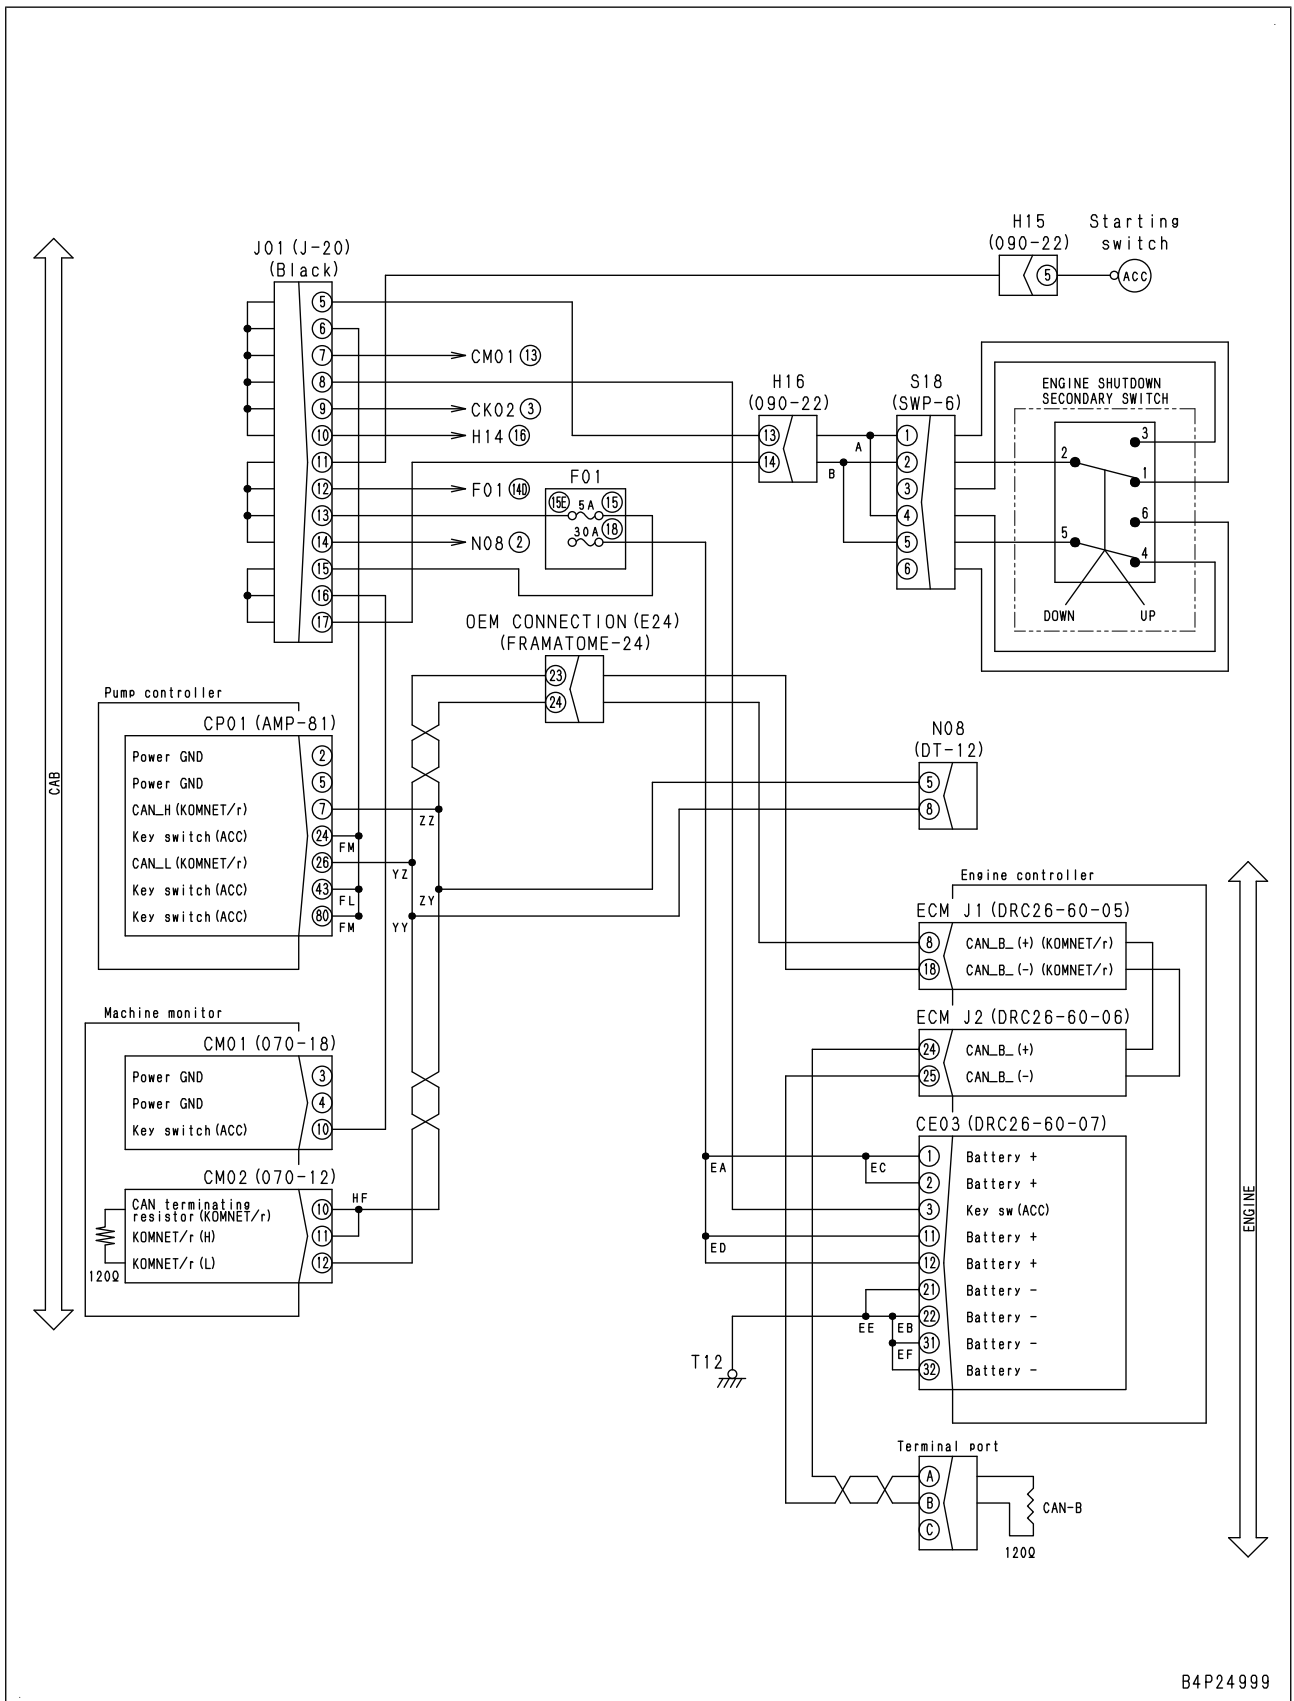 H15
(090-22)
Starting
switch
5
ACC
J01(J-20)
(Black)
5
6
7
8
9
10
11
12
13
14
15
16
17
CM01 13
CK02 3
H14 16
F01 14D
N08 2
F01
15E
5A
15
30A
18
H16
(090-22)
13
14
A
B
S18
(SWP-6)
1
2
3
4
5
6
ENGINE SHUTDOWN
SECONDARY SWITCH
3
2
1
6
5
4
DOWN
UP
CAB
OEM CONNECTION(E24)
(FRAMATOME-24)
23
24
Pump controller
CP01(AMP-81)
Power GND 2
Power GND 5
CAN_H(KOMNET/r) 7
Key switch(ACC) 24
CAN_L(KOMNET/r) 26
Key switch(ACC) 43
Key switch(ACC) 80
FM
FL
FM
ZZ
YZ
ZY
YY
N08
(DT-12)
5
8
Engine controller
ECM J1(DRC26-60-05)
8 CAN_B_(+)(KOMNET/r)
18 CAN_B_(-)(KOMNET/r)
ECM J2(DRC26-60-06)
24 CAN_B_(+)
25 CAN_B_(-)
CE03(DRC26-60-07)
1 Battery +
2 Battery +
3 Key sw(ACC)
11 Battery +
12 Battery +
21 Battery -
22 Battery -
31 Battery -
32 Battery -
EA
EC
ED
EE
EB
EF
T12
ENGINE
Machine monitor
CM01(070-18)
Power GND 3
Power GND 4
Key switch(ACC) 10
CM02(070-12)
CAN terminating
resistor(KOMNET/r) 10
KOMNET/r(H) 11
KOMNET/r(L) 12
HF
120Ω
Terminal port
A
B
C
CAN-B
120Ω
B4P24999